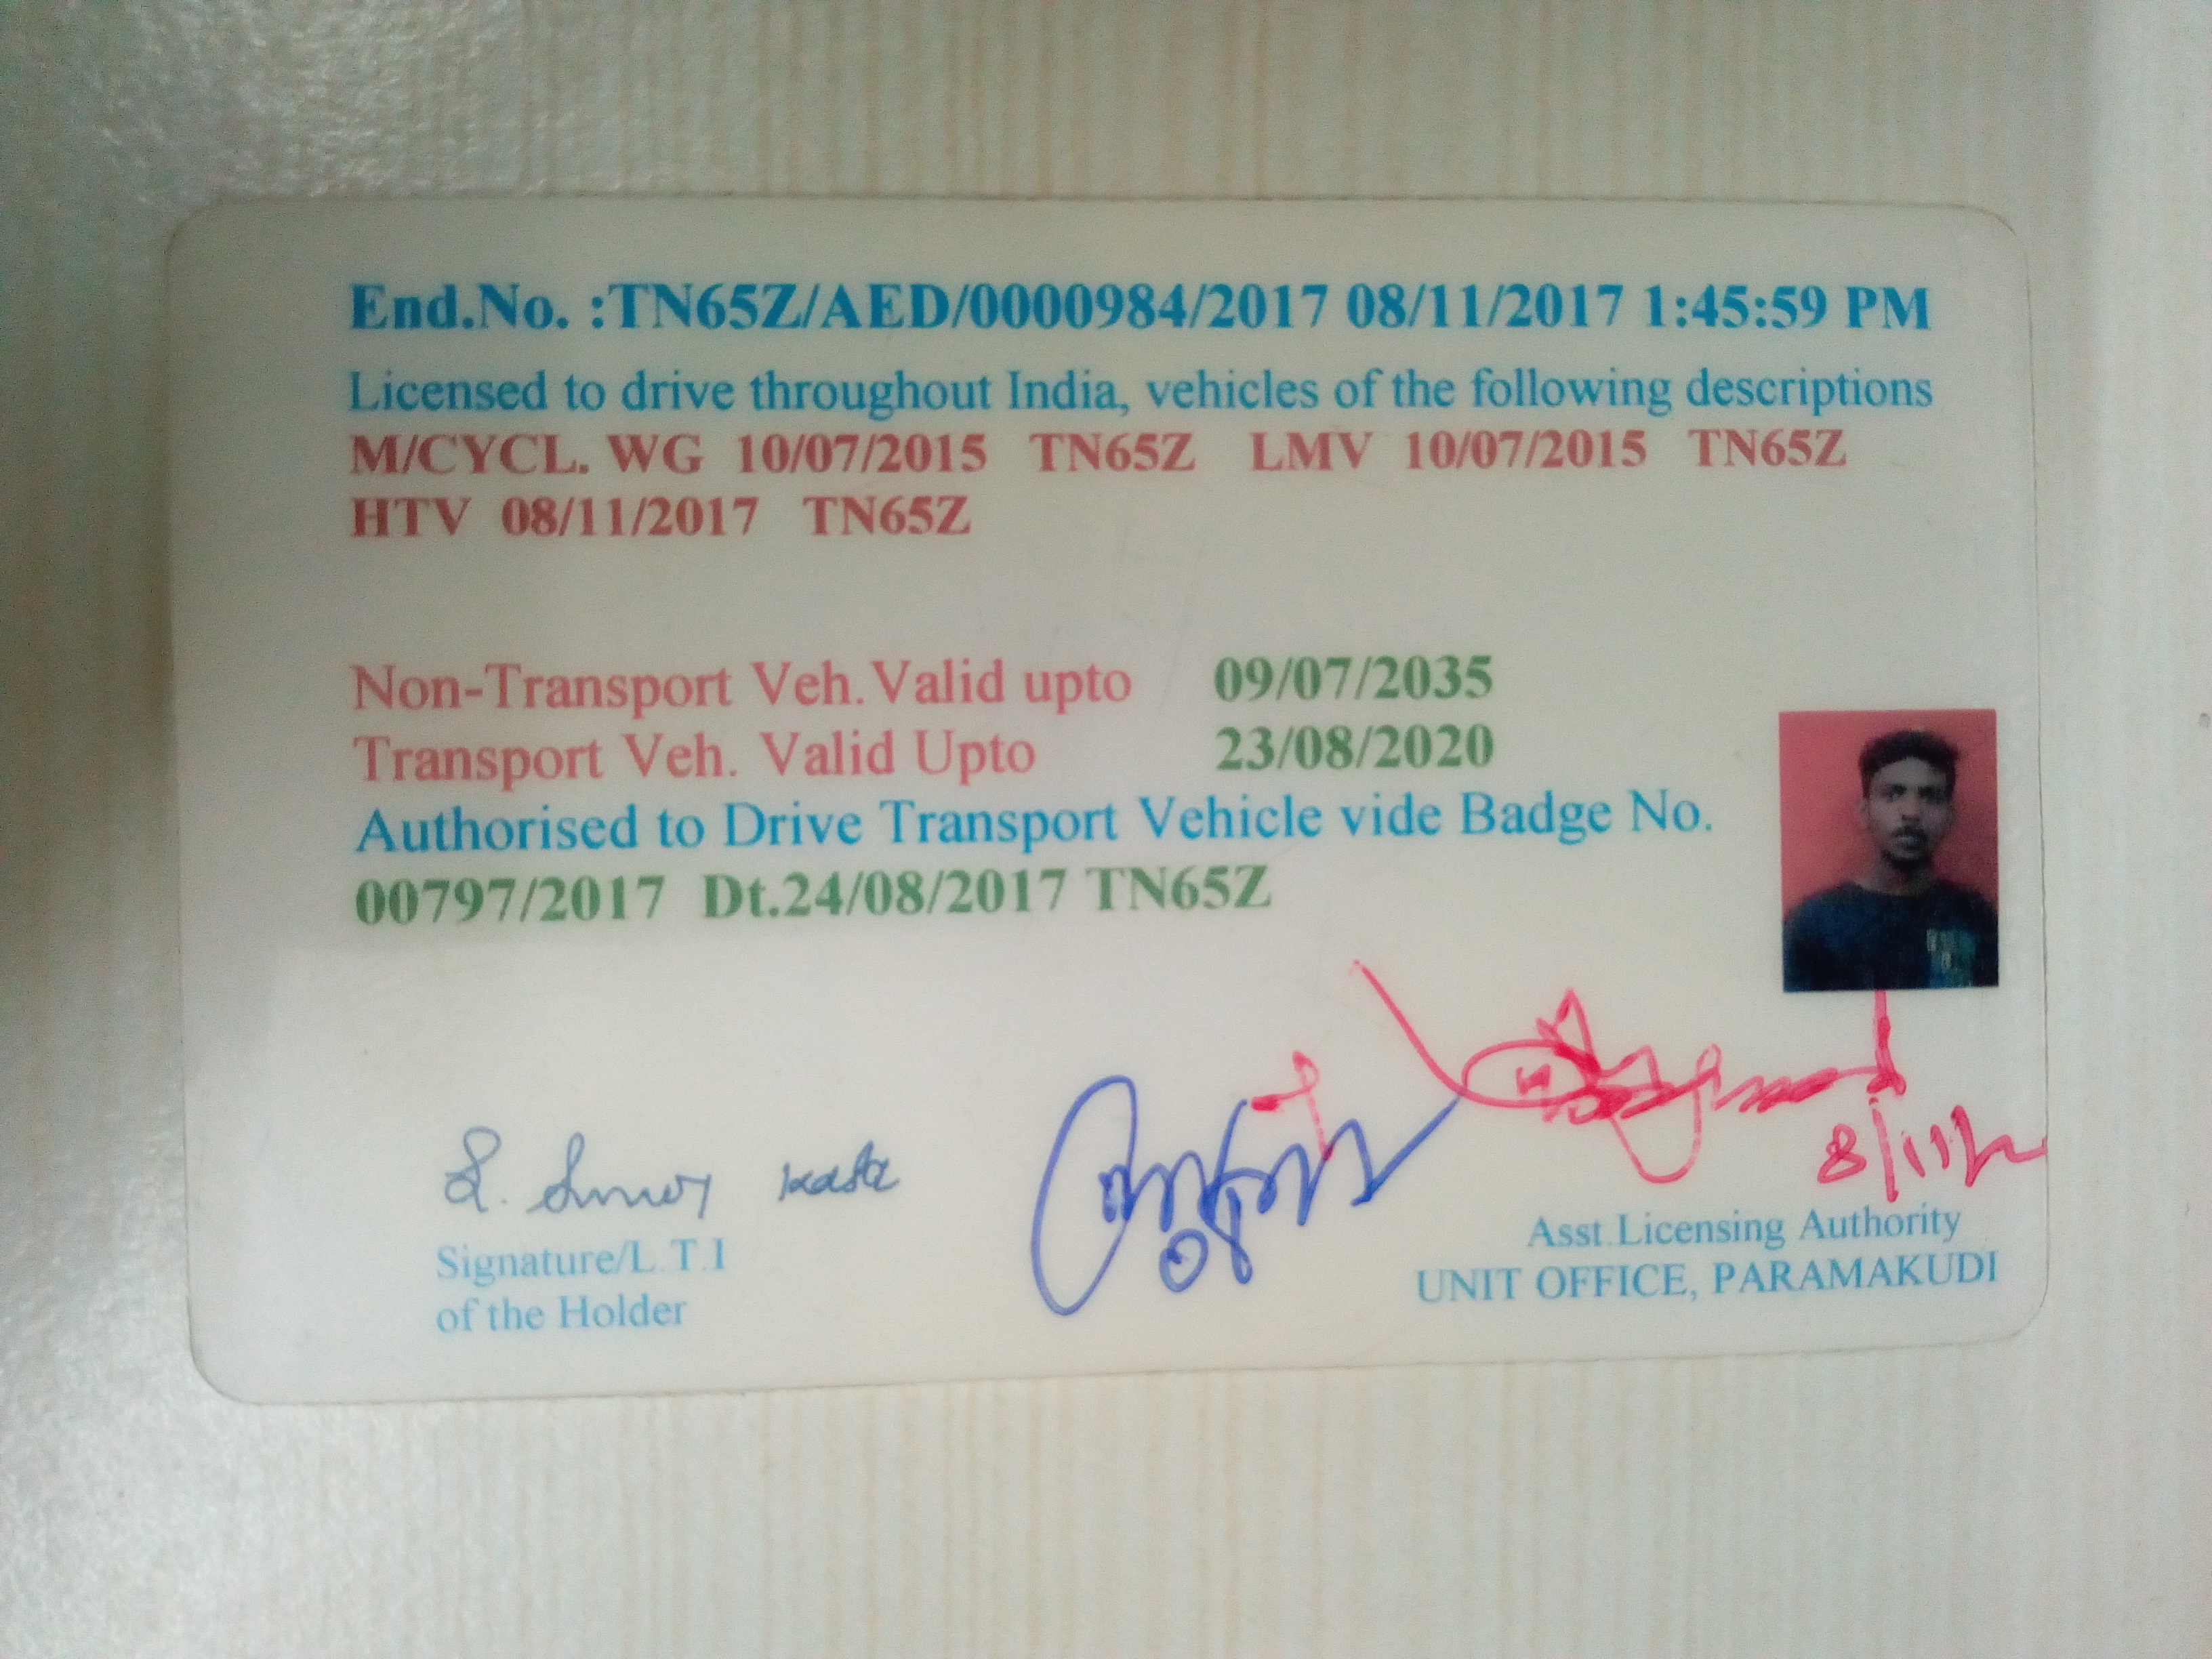 End.No. :TN65Z/AED/0000984/2017 08/11/2017 1:45:59 PM
Licensed to drive throughout India, vehicles of the following descriptions
M/CYCL. WG 10/07/2015 TN65Z LMV 10/07/2015 TN65Z
HTV 08/11/2017 TN65Z
Non-Transport Veh.Valid upto 09/07/2035
Transport Veh. Valid Upto 23/08/2020
Authorised to Drive Transport Vehicle vide Badge No.
00797/2017 Dt.24/08/2017 TN65Z
8/11/
Signature/L.T.I
of the Holder
Asst.Licensing Authority
UNIT OFFICE, PARAMAKUDI